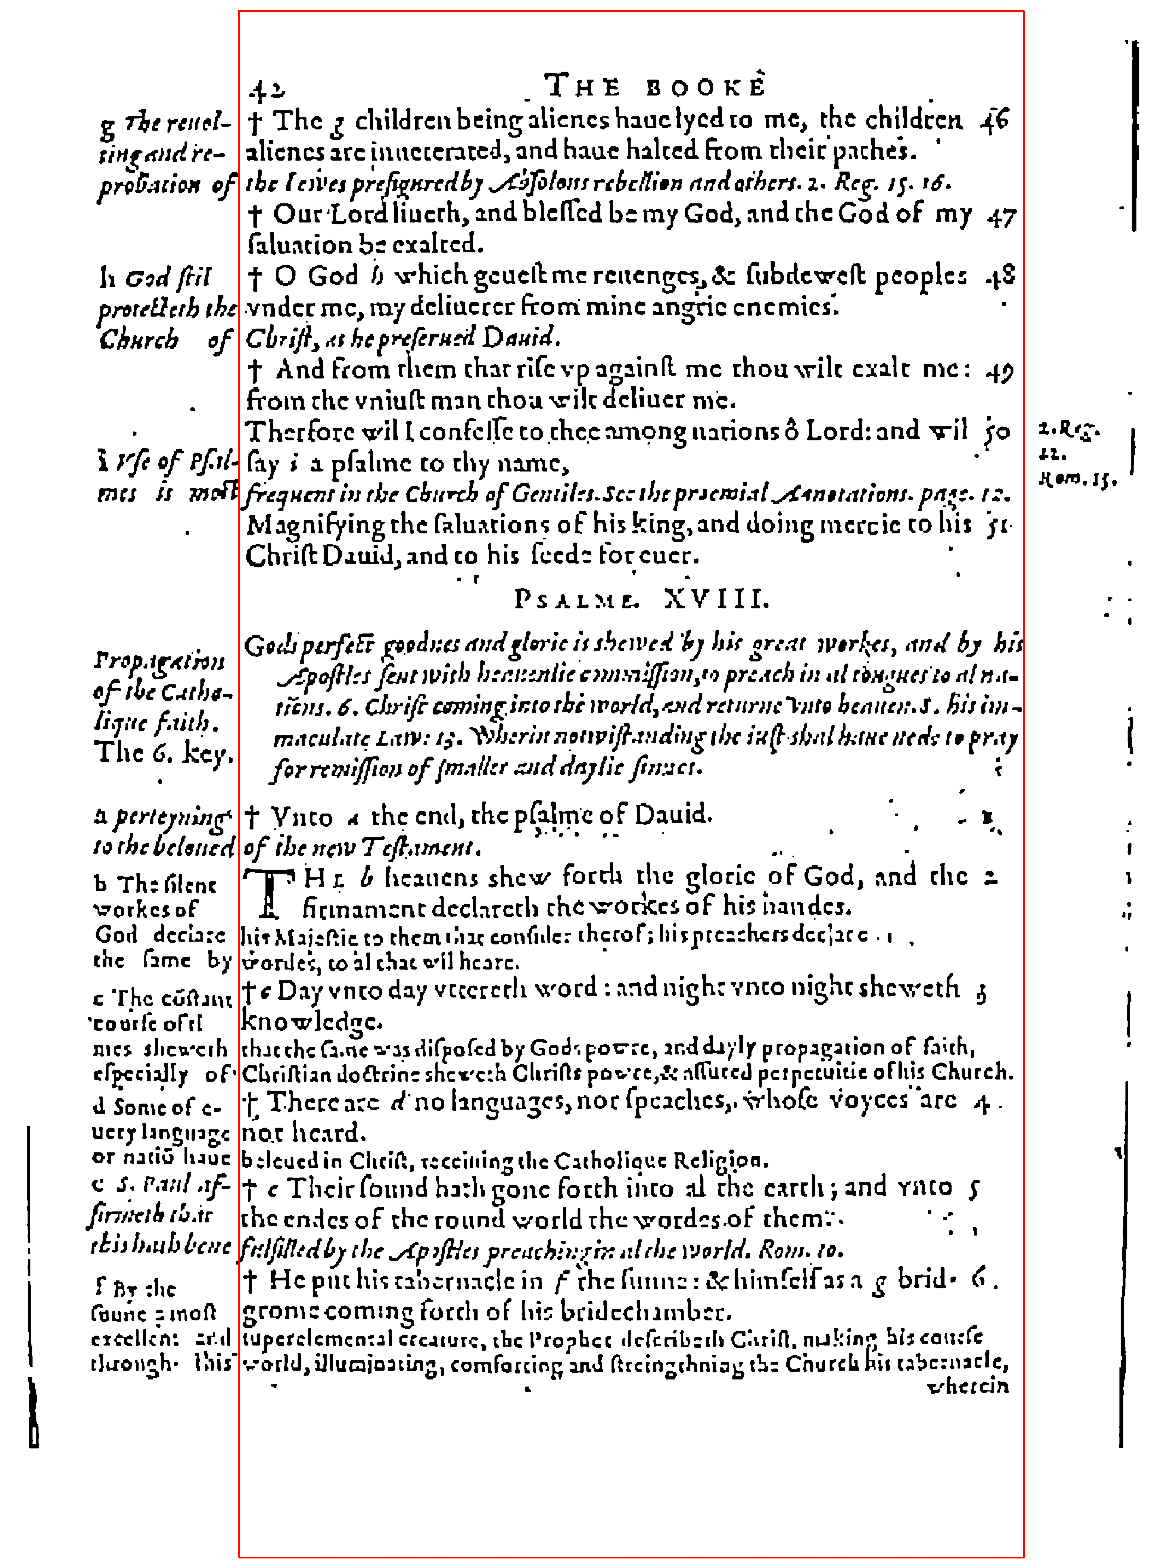 42 THE BOOKE
g The reuol- † The g children being alienes haue lyed to me, the children 46
ting and re- alienes are inueterated, and haue halted from their pathes.
probation of the Iewes prefigured by Abſolons rebellion and others. 2. Reg. 15. 16.
† Our Lord liueth, and bleſſed be my God, and the God of my 47
ſaluation be exalted.
h God ſtil † O God h which geueſt me reuenges, & ſubdeweſt peoples 48
protecteth the vnder me, my deliuerer from mine angrie enemies.
Church of Chriſt, as he preſerued Dauid.
† And from them that riſe vp againſt me thou wilt exalt me: 49
from the vniuſt man thou wilt deliuer me.
Therfore wil I confeſſe to thee among nations ô Lord: and wil 50 2. Reg.
i Vſe of Pſal- ſay i a pſalme to thy name, 22.
mes is moſt frequent in the Church of Gentiles. See the prœmial Annotations. page. 12. Rom. 15.
Magnifying the ſaluations of his king, and doing mercie to his 51
Chriſt Dauid, and to his ſeede for euer.
PSALME. XVIII.
Gods perfect goodnes and glorie is shewed by his great workes, and by his
Propagation Apoſtles ſent with heauenlie commiſſion, to preach in al tongues to al na-
of the Catho- tions. 6. Chriſt coming into the world, and returne vnto heauen. 8. his im-
lique faith. maculate Law: 13. Wherin notwiſtanding the iuſt shal haue nede to pray
The 6. key. for remiſſion of ſmaller and daylie ſinnes.
a perteyning † Vnto a the end, the pſalme of Dauid. 1
to the beloued of the new Teſtament.
b The ſilent THE b heauens shew forth the glorie of God, and the 2
workes of firmament declareth the workes of his handes.
God declare his Maieſtie to them that conſider therof; his preachers declare
the ſame by wordes, to al that wil heare.
c The cõſtant † c Day vnto day vttereth word: and night vnto night sheweth 3
courſe of ti knowledge.
mes sheweth that the ſame was diſpoſed by Gods powre, and dayly propagation of faith,
eſpecially of Chriſtian doctrine sheweth Chriſts powre, & aſſured perpetuitie of his Church.
d Some of e- † There are d no languages, nor ſpeaches, whoſe voyces are 4
uery language not heard.
or natiõ haue beleued in Chriſt, receiuing the Catholique Religion.
e S. Paul af- † e Their ſound hath gone forth into al the earth; and vnto 5
firmeth that the endes of the round world the wordes of them.
this hath bene fulfilled by the Apoſtles preaching in al the world. Rom. 10.
f By the † He put his tabernacle in f the ſunne: & himſelf as a g brid- 6
ſunne a moſt grome coming forth of his bridechamber.
excellent and ſuperelemental creature, the Prophet deſcribeth Chriſt, making his courſe
through this world, illuminating, comforting and ſtreingthning the Church his tabernacle,
wherein